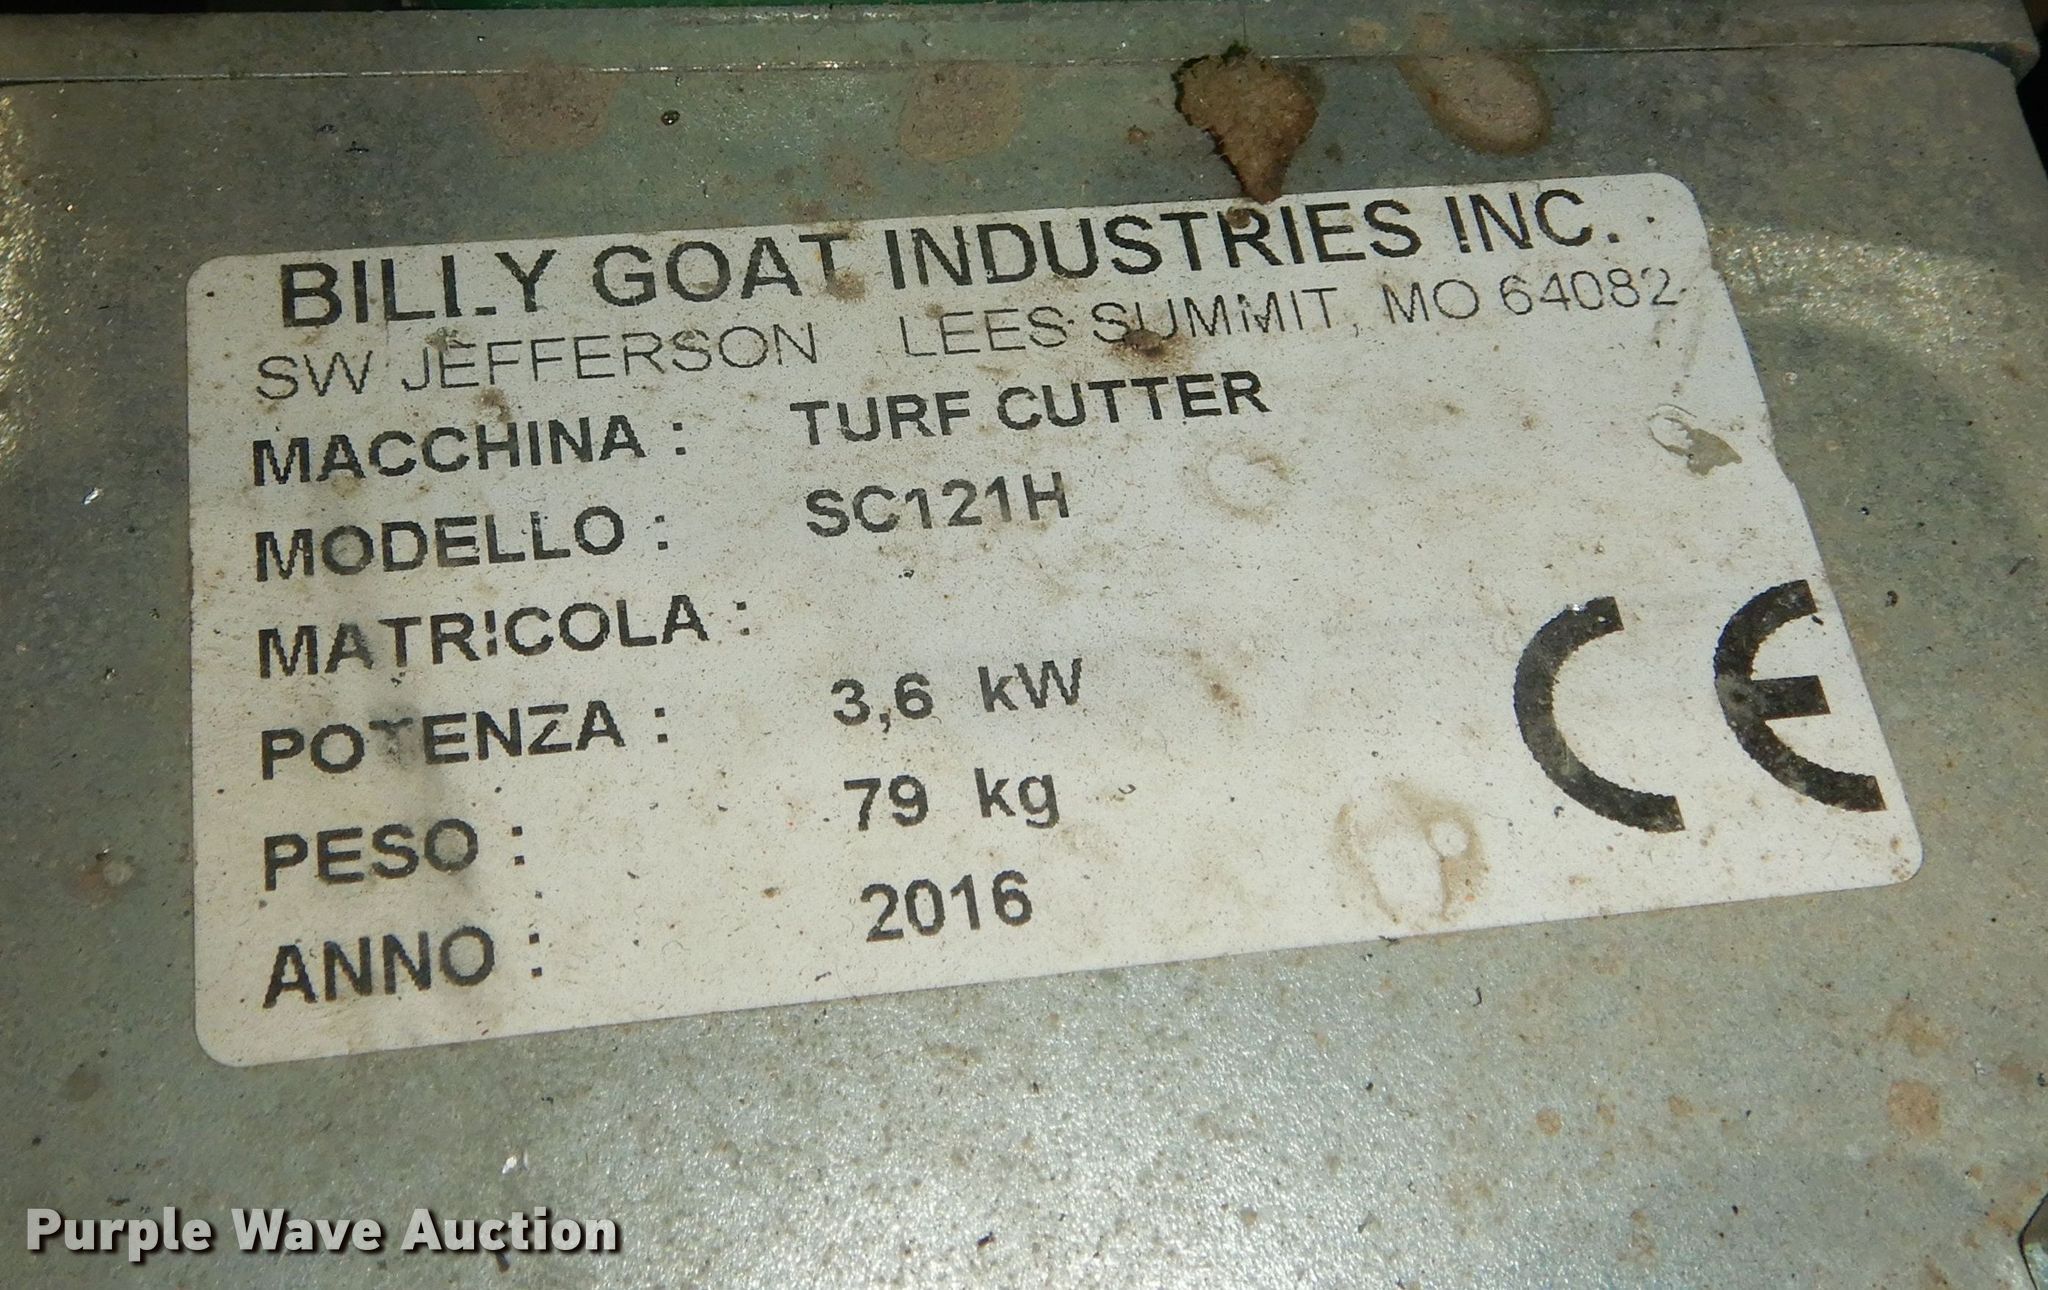 BILLY GOAT INDUSTRIES INC.
SW JEFFERSON LEES SUMMIT, MO 64082
MACCHINA : TURF CUTTER
MODELLO : SC121H
MATRICOLA :
POTENZA : 3,6 kW
PESO : 79 kg
ANNO : 2016
CE
Purple Wave Auction